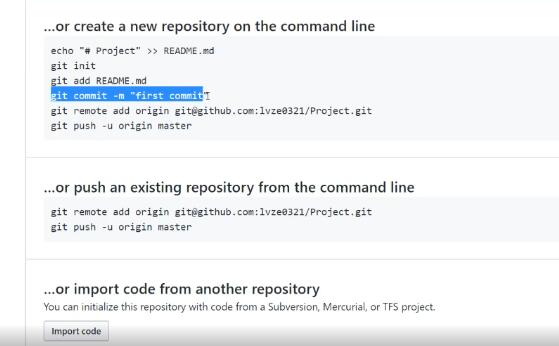 ...or create a new repository on the command line
echo "# Project" >> README.md
git init
git add README.md
git commit -m "first commit"
git remote add origin git@github.com:lvze0321/Project.git
git push -u origin master
...or push an existing repository from the command line
git remote add origin git@github.com:lvze0321/Project.git
git push -u origin master
...or import code from another repository
You can initialize this repository with code from a Subversion, Mercurial, or TFS project.
Import code